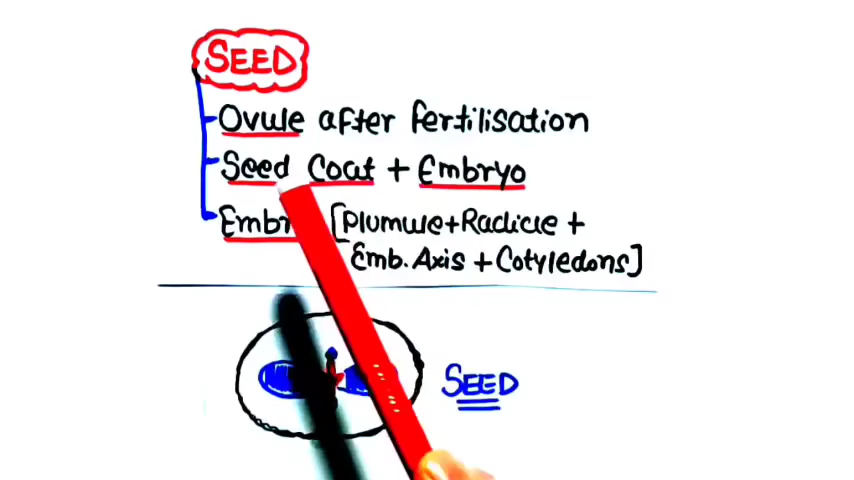 SEED
Ovule after fertilisation
Seed Coat + Embryo
[Plumule+Radicle +
Emb. Axis + Cotyledons]
SEED